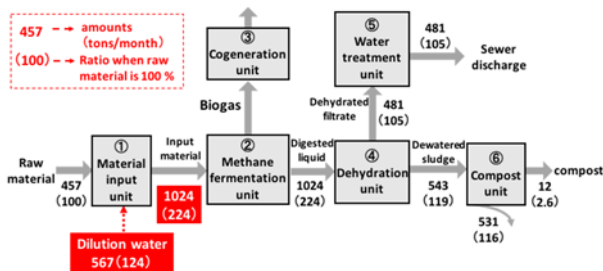 457
amounts
(tons/month)
(100)
Ratio when raw
material is 100 %
③
Cogeneration
unit
⑤
Water
treatment
unit
481
(105)
Sewer
discharge
Biogas
Dehydrated
filtrate
481
(105)
Raw
material
457
(100)
①
Material
input
unit
Input
material
1024
(224)
②
Methane
fermentation
unit
Digested
liquid
1024
(224)
④
Dehydration
unit
Dewatered
sludge
543
(119)
⑥
Compost
unit
compost
12
(2.6)
531
(116)
Dilution water
567(124)